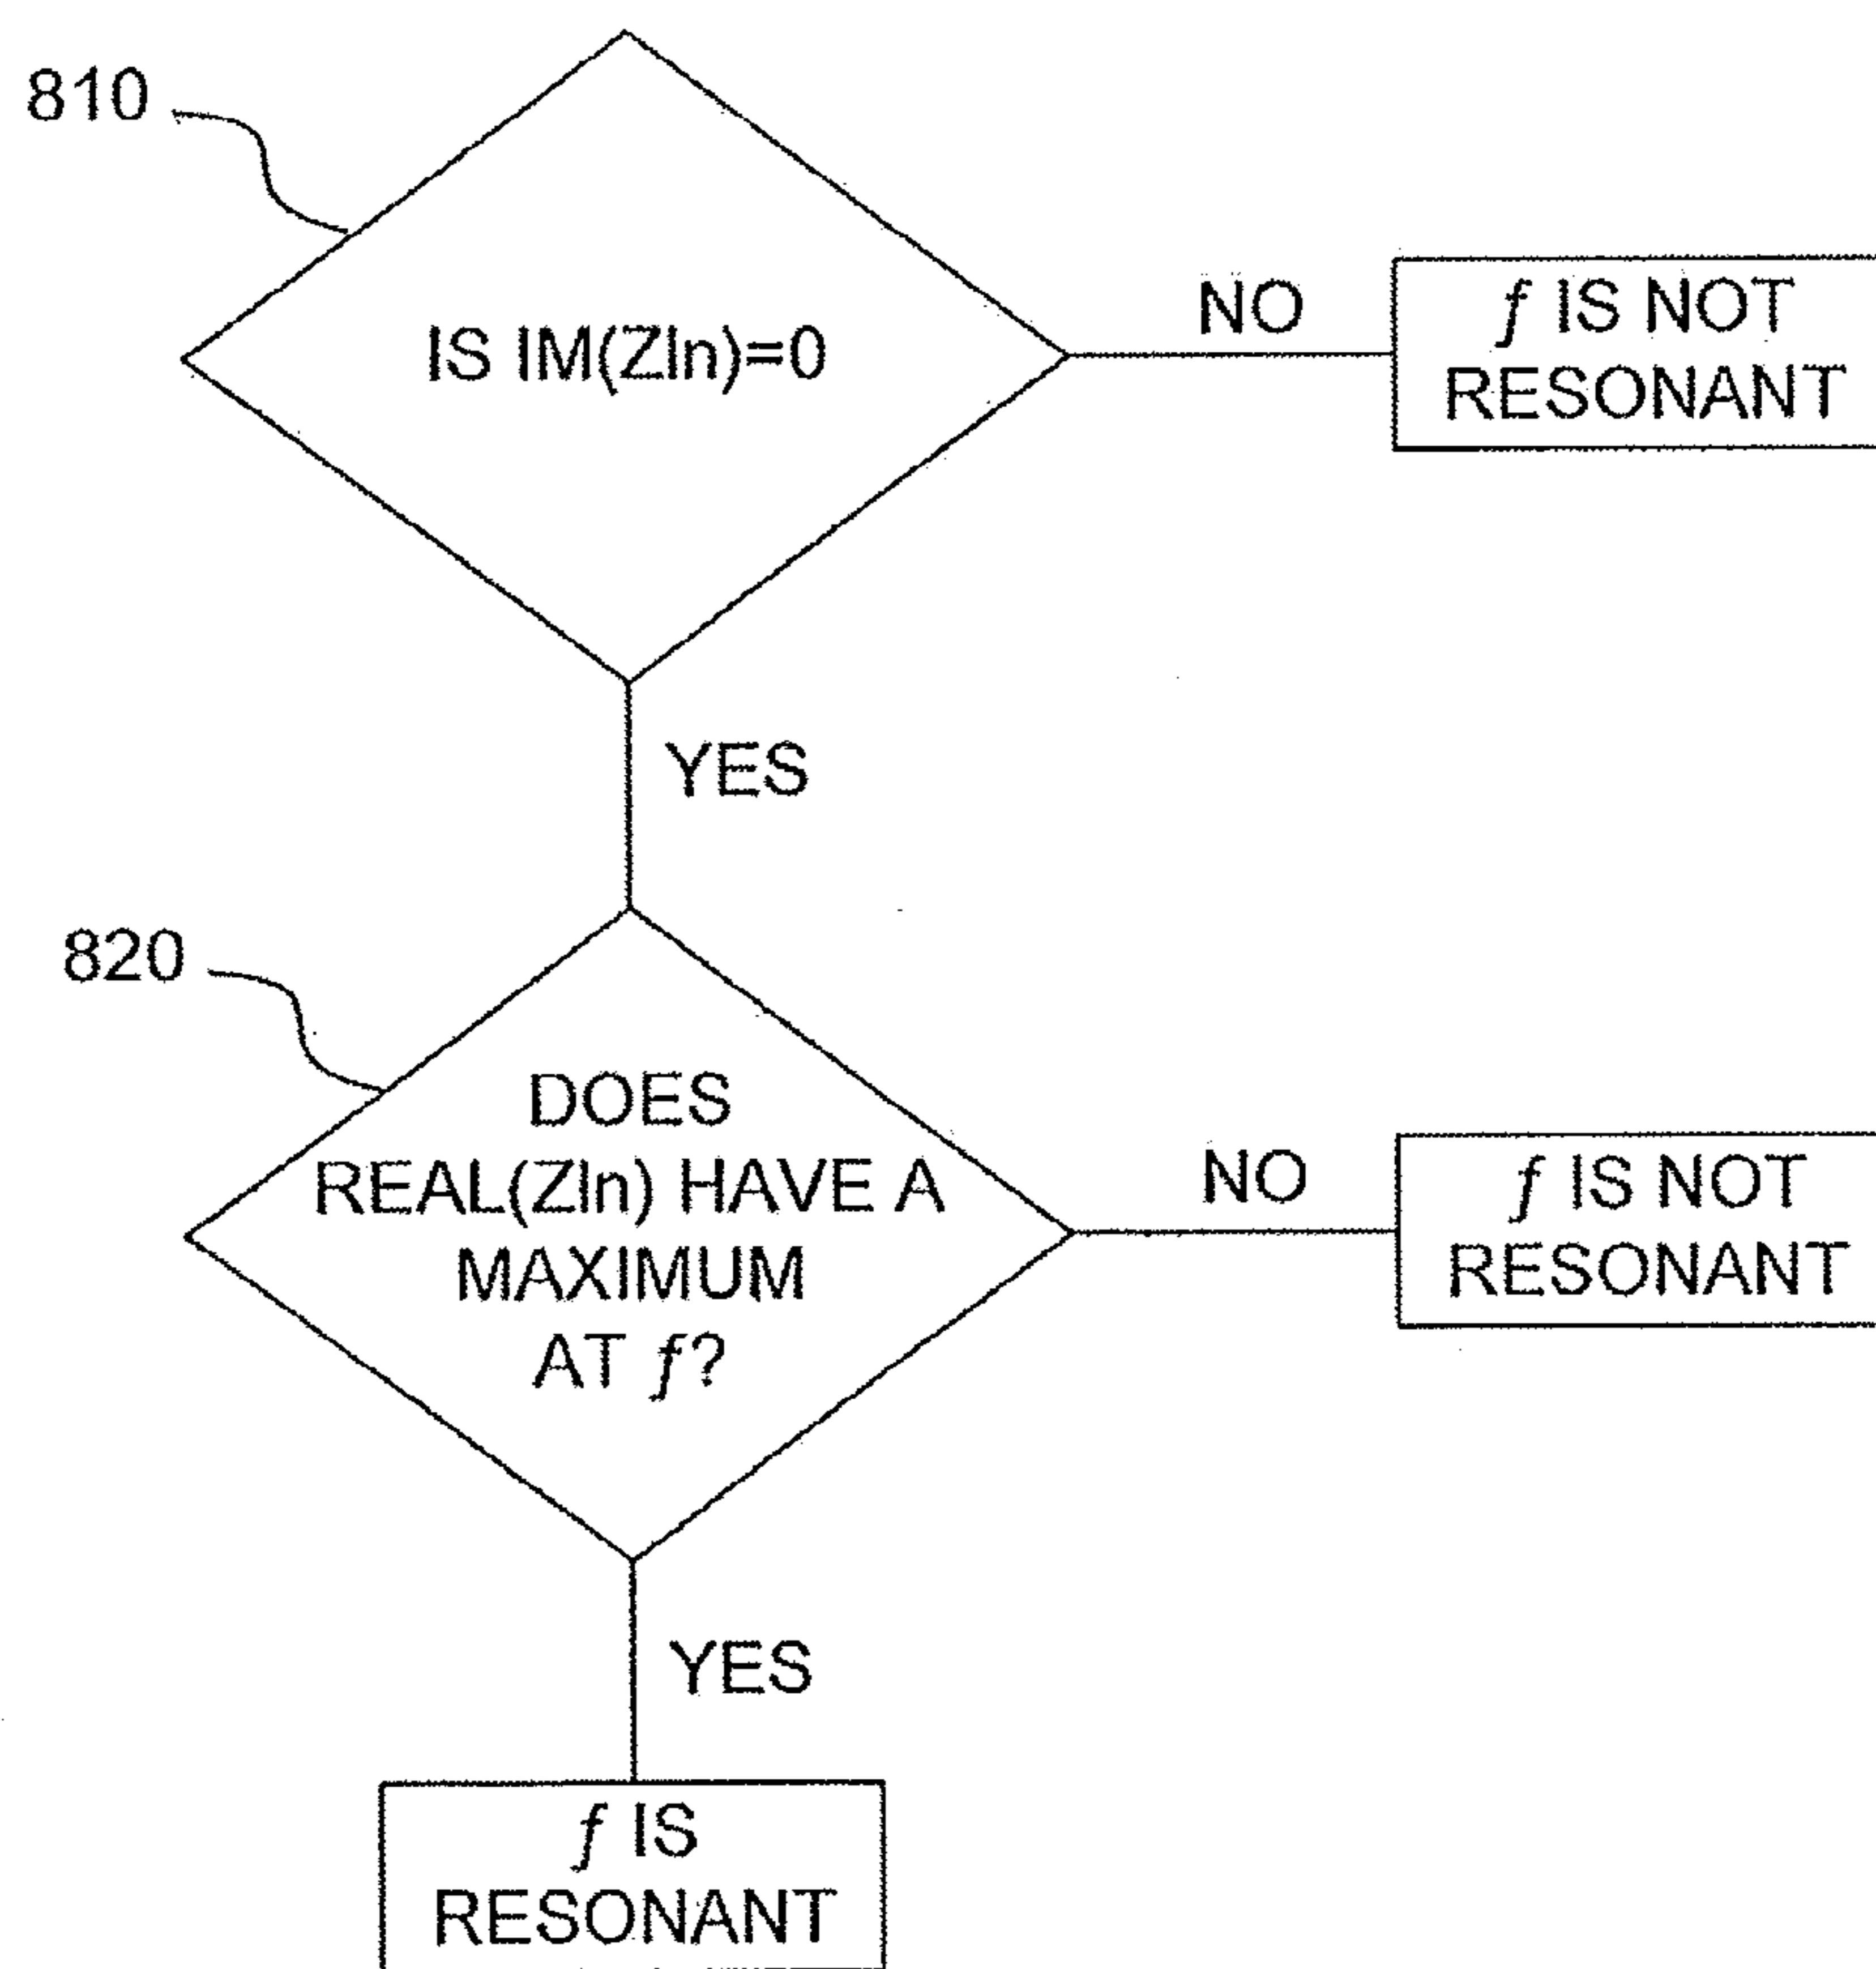 810
IS IM(ZIn)=0
NO
ƒ IS NOT
RESONANT
YES
820
DOES
REAL(ZIn) HAVE A
MAXIMUM
AT ƒ?
NO
ƒ IS NOT
RESONANT
YES
ƒ IS
RESONANT